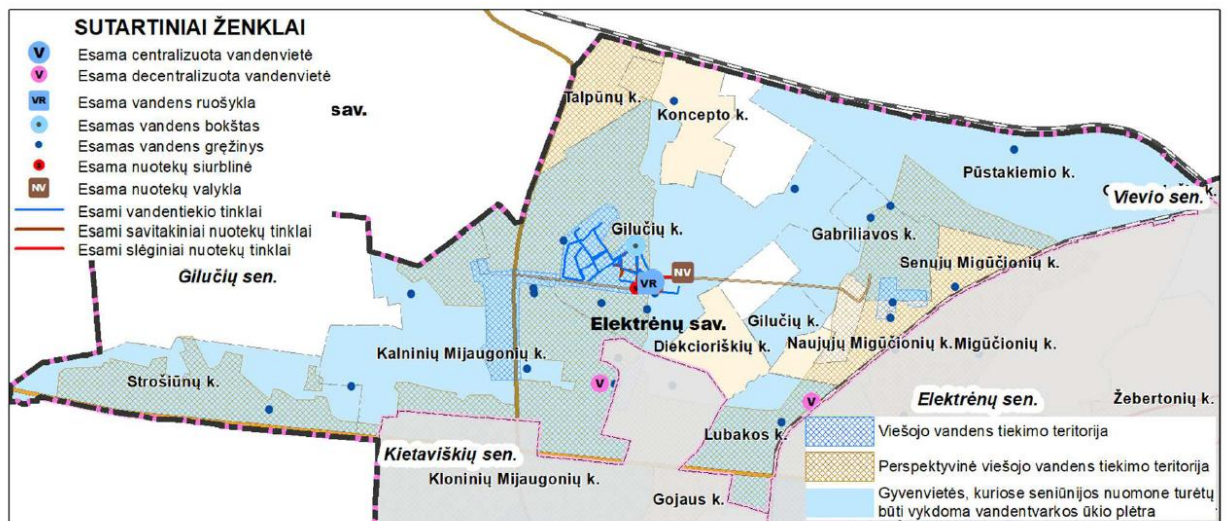 SUTARTINIAI ŽENKLAI
V Esama centralizuota vandenvietė
V Esama decentralizuota vandenvietė
VR Esama vandens ruošykla
Esamas vandens bokštas
Esamas vandens gręžinys
Esama nuotekų siurblinė
NV Esama nuotekų valykla
Esami vandentiekio tinklai
Esami savitakiniai nuotekų tinklai
Esami slėginiai nuotekų tinklai
sav.
Talpūnų k.
Koncepto k.
Pūstakiemio k.
Vievio sen.
Gilučių k.
Gabriliavos k.
Senųjų Migūčionių k.
Gilučių sen.
VR
NV
Elektrėnų sav.
Gilučių k.
Diekcioriškių k.
Naujųjų Migūčionių k.
Migūčionių k.
Kalninių Mijaugonių k.
Strošiūnų k.
V
V
Elektrėnų sen.
Žebertonių k.
Lubakos k.
Kietaviškių sen.
Kloninių Mijaugonių k.
Gojaus k.
Viešojo vandens tiekimo teritorija
Perspektyvinė viešojo vandens tiekimo teritorija
Gyvenvietės, kuriose seniūnijos nuomone turėtų
būti vykdoma vandentvarkos ūkio plėtra